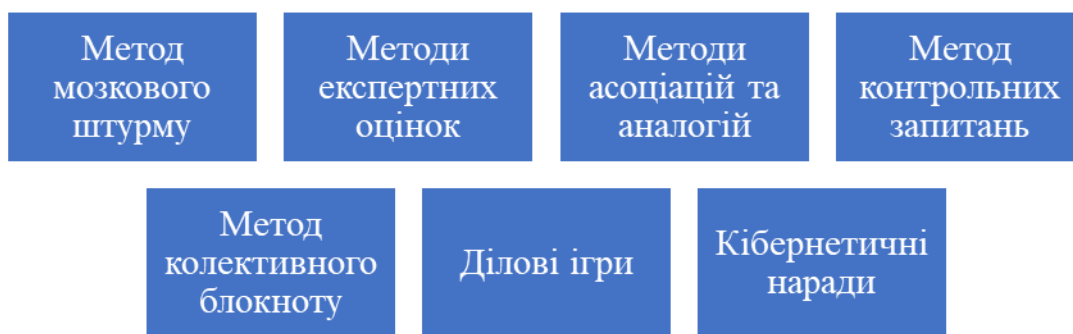 Метод
мозкового
штурму
Методи
експертних
оцінок
Методи
асоціацій та
аналогій
Метод
контрольних
запитань
Метод
колективного
блокноту
Ділові ігри
Кібернетичні
наради